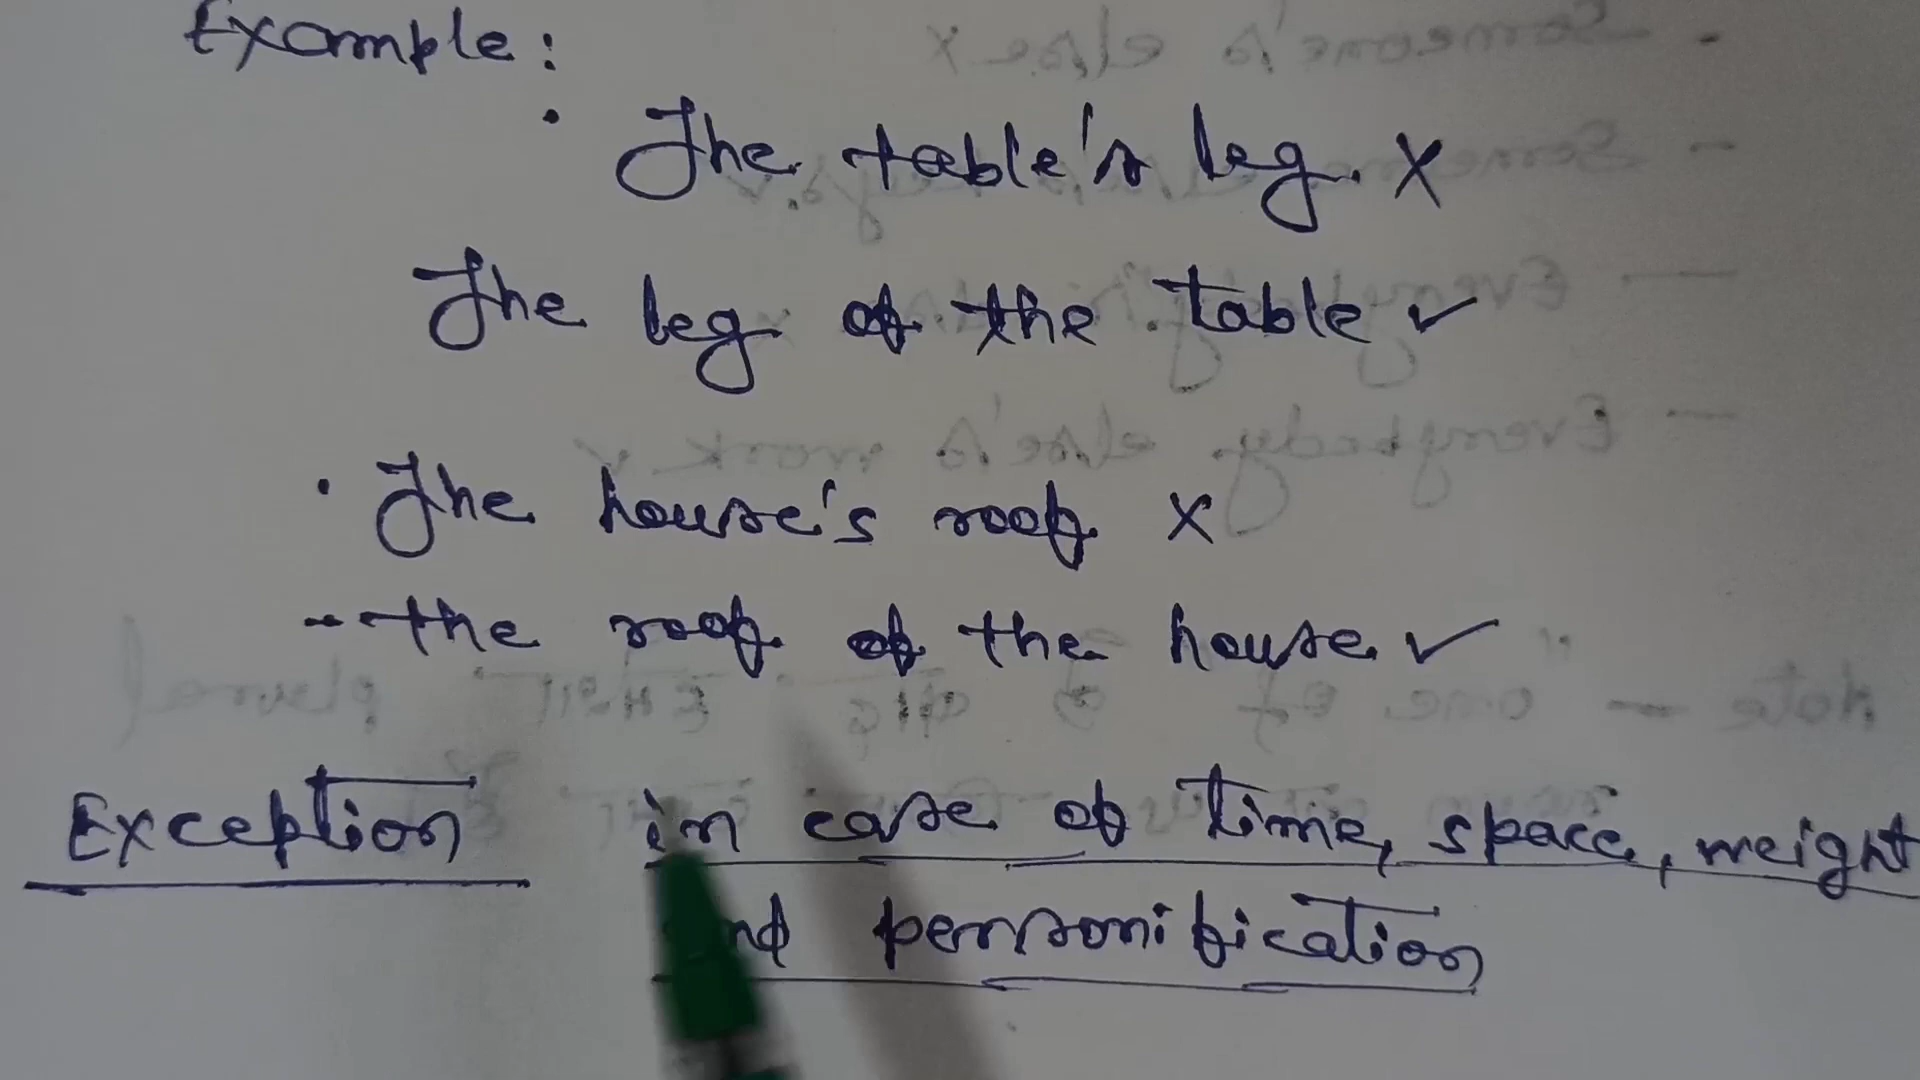 Example:
· The table's leg. X
The leg of the table ✓
· The house's roof X
- the roof of the house ✓
Exception in case of time, space, weight
and personification